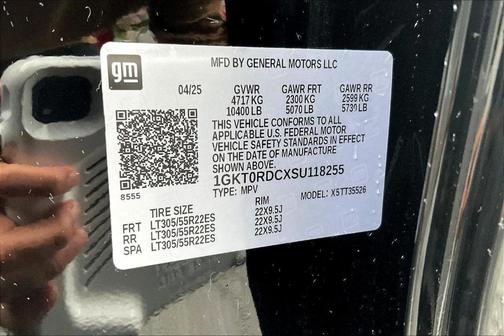 gm
MFD BY GENERAL MOTORS LLC
04/25 GVWR GAWR FRT GAWR RR
4717 KG 2300 KG 2599 KG
10400 LB 5070 LB 5730 LB
THIS VEHICLE CONFORMS TO ALL
APPLICABLE U.S. FEDERAL MOTOR
VEHICLE SAFETY STANDARDS IN EFFECT
ON THE DATE OF MANUFACTURE
SHOWN ABOVE.
1GKT0RDCXSU118255
8555 TYPE: MPV MODEL: X5TT35526
TIRE SIZE RIM
FRT LT305/55R22ES 22X9.5J
RR LT305/55R22ES 22X9.5J
SPA LT305/55R22ES 22X9.5J